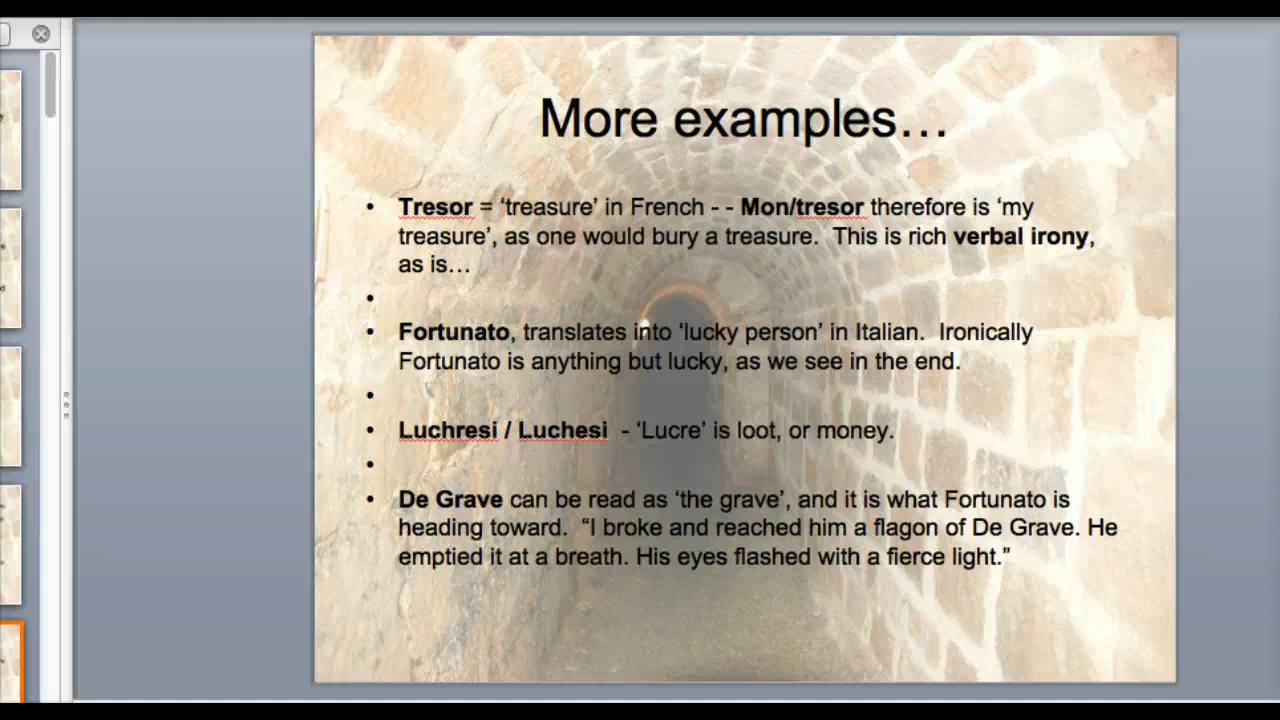 More examples…
• Tresor = ‘treasure’ in French - - Mon/tresor therefore is ‘my
treasure’, as one would bury a treasure.  This is rich verbal irony,
as is…
•
• Fortunato, translates into ‘lucky person’ in Italian.  Ironically
Fortunato is anything but lucky, as we see in the end.
•
• Luchresi / Luchesi  - ‘Lucre’ is loot, or money.
•
• De Grave can be read as ‘the grave’, and it is what Fortunato is
heading toward.  “I broke and reached him a flagon of De Grave. He
emptied it at a breath. His eyes flashed with a fierce light.”